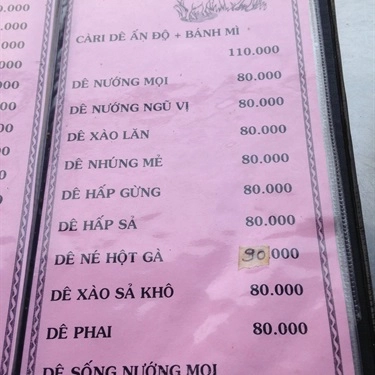 CÀRI DÊ ẤN ĐỘ + BÁNH MÌ
110.000
DÊ NƯỚNG MỌI 80.000
DÊ NƯỚNG NGŨ VỊ 80.000
DÊ XÀO LĂN 80.000
DÊ NHÚNG MẺ 80.000
DÊ HẤP GỪNG 80.000
DÊ HẤP SẢ 80.000
DÊ NÉ HỘT GÀ 90.000
DÊ XÀO SẢ KHÔ 80.000
DÊ PHAI 80.000
DÊ SỐNG NƯỚNG MỌI